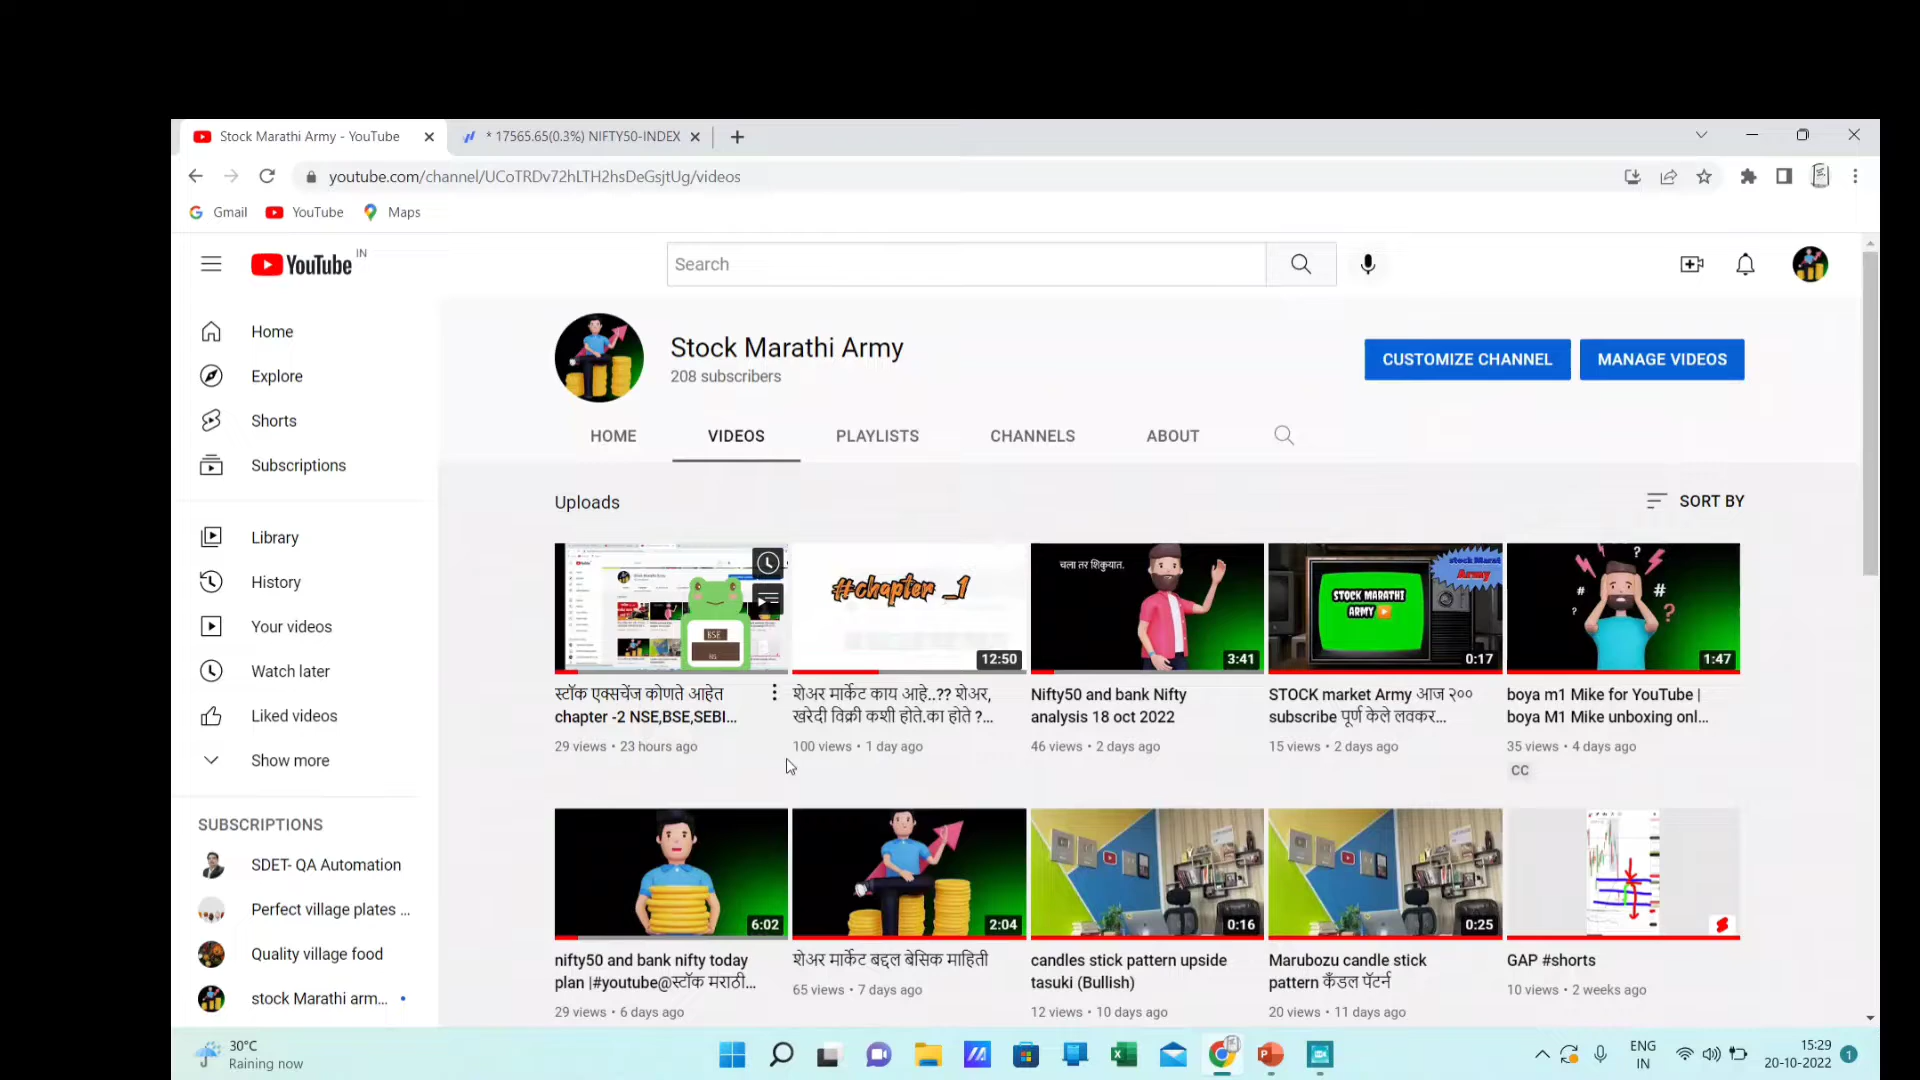 Stock Marathi Army - YouTube
* 17565.65(0.3%) NIFTY50-INDEX
youtube.com/channel/UCoTRDv72hLTH2hsDeGsjtUg/videos
Gmail YouTube Maps
YouTube IN
Search
Home
Explore
Shorts
Subscriptions
Library
History
Your videos
Watch later
Liked videos
Show more
SUBSCRIPTIONS
SDET- QA Automation
Perfect village plates ...
Quality village food
stock Marathi arm...
Stock Marathi Army
208 subscribers
CUSTOMIZE CHANNEL
MANAGE VIDEOS
HOME VIDEOS PLAYLISTS CHANNELS ABOUT
Uploads
SORT BY
BSE
स्टॉक एक्सचेंज कोणते आहेत
chapter -2 NSE,BSE,SEBI...
29 views • 23 hours ago
#chapter _1
12:50
शेअर मार्केट काय आहे..?? शेअर,
खरेदी विक्री कशी होते.का होते ?...
100 views • 1 day ago
चला तर शिकुयात.
3:41
Nifty50 and bank Nifty
analysis 18 oct 2022
46 views • 2 days ago
STOCK MARATHI
ARMY
stock Marat
Army
0:17
STOCK market Army आज २००
subscribe पूर्ण केले लवकर...
15 views • 2 days ago
? # ? # ?
1:47
boya m1 Mike for YouTube |
boya M1 Mike unboxing onl...
35 views • 4 days ago
CC
6:02
nifty50 and bank nifty today
plan |#youtube@स्टॉक मराठी...
29 views • 6 days ago
2:04
शेअर मार्केट बद्दल बेसिक माहिती
65 views • 7 days ago
0:16
candles stick pattern upside
tasuki (Bullish)
12 views • 10 days ago
0:25
Marubozu candle stick
pattern कँडल पॅटर्न
20 views • 11 days ago
GAP #shorts
10 views • 2 weeks ago
30°C
Raining now
ENG
IN
15:29
20-10-2022
1